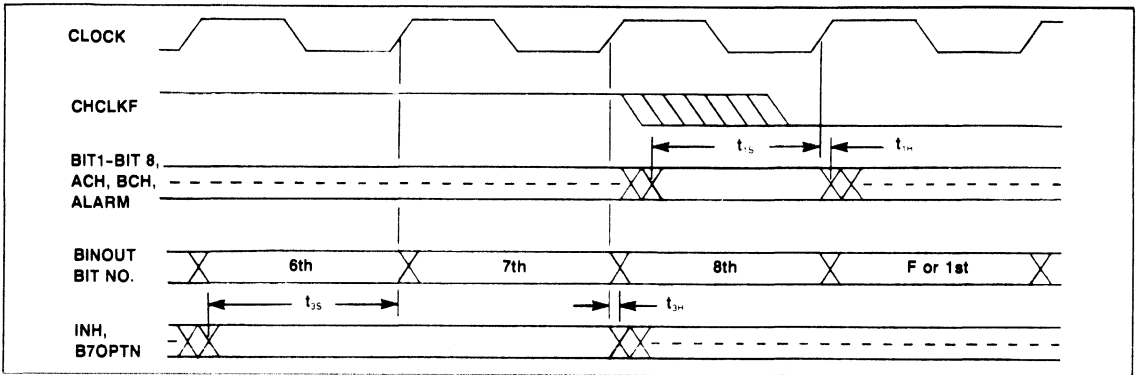 CLOCK
CHCLKF
t1S
t1H
BIT1-BIT 8,
ACH, BCH,
ALARM
BINOUT
BIT NO.
6th
7th
8th
F or 1st
t3S
t3H
INH,
B7OPTN